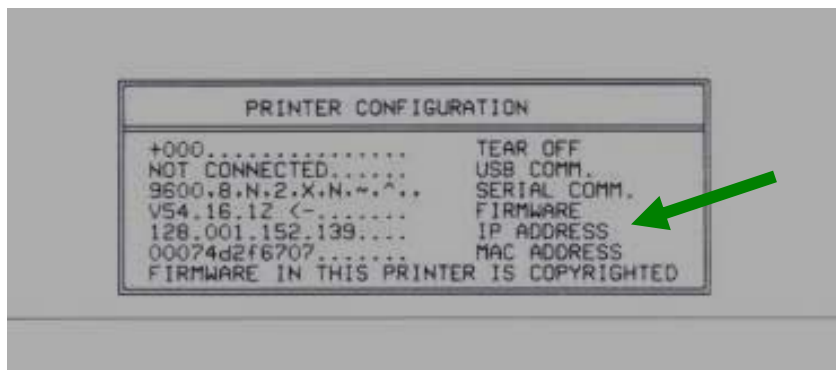 PRINTER CONFIGURATION
+000............... TEAR OFF
NOT CONNECTED...... USB COMM.
9600.8.N.2.X.N.~.^.. SERIAL COMM.
V54.16.1Z <-....... FIRMWARE
128.001.152.139.... IP ADDRESS
00074d2f6707....... MAC ADDRESS
FIRMWARE IN THIS PRINTER IS COPYRIGHTED